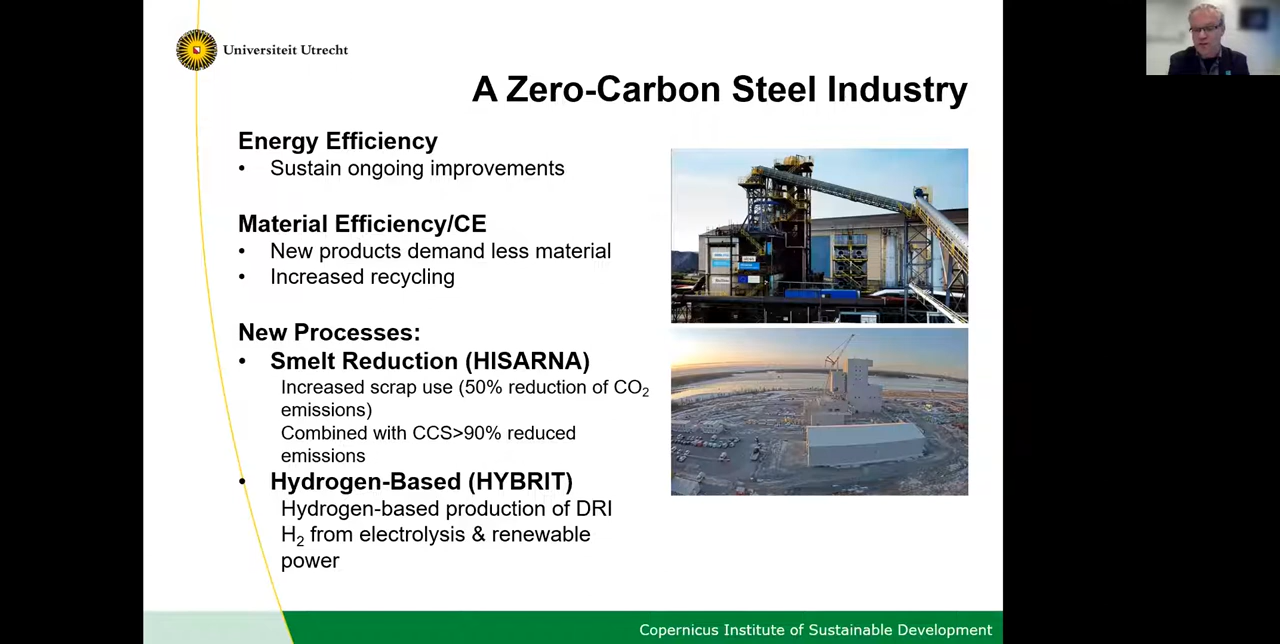 Universiteit Utrecht
A Zero-Carbon Steel Industry
Energy Efficiency
• Sustain ongoing improvements
Material Efficiency/CE
• New products demand less material
• Increased recycling
New Processes:
• Smelt Reduction (HISARNA)
Increased scrap use (50% reduction of CO₂
emissions)
Combined with CCS>90% reduced
emissions
• Hydrogen-Based (HYBRIT)
Hydrogen-based production of DRI
H₂ from electrolysis & renewable
power
Copernicus Institute of Sustainable Development